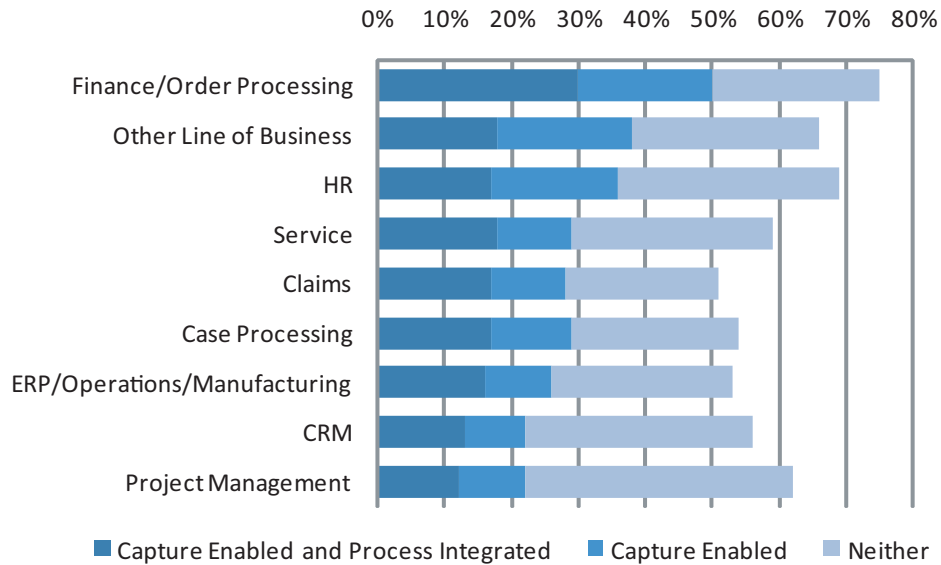 0% 10% 20% 30% 40% 50% 60% 70% 80%
Finance/Order Processing
Other Line of Business
HR
Service
Claims
Case Processing
ERP/Operations/Manufacturing
CRM
Project Management
Capture Enabled and Process Integrated Capture Enabled Neither